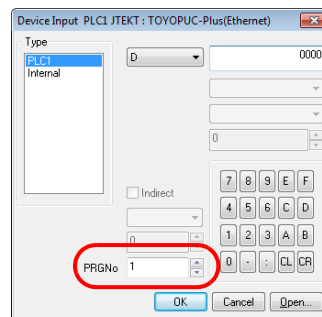 Device Input PLC1 JTEKT : TOYOPUC-Plus(Ethernet)
Type
PLC1
Internal
D
0000
0
Indirect
0
PRGNo 1
7 8 9 E F
4 5 6 C D
1 2 3 A B
0 - : CL CR
OK Cancel Open...